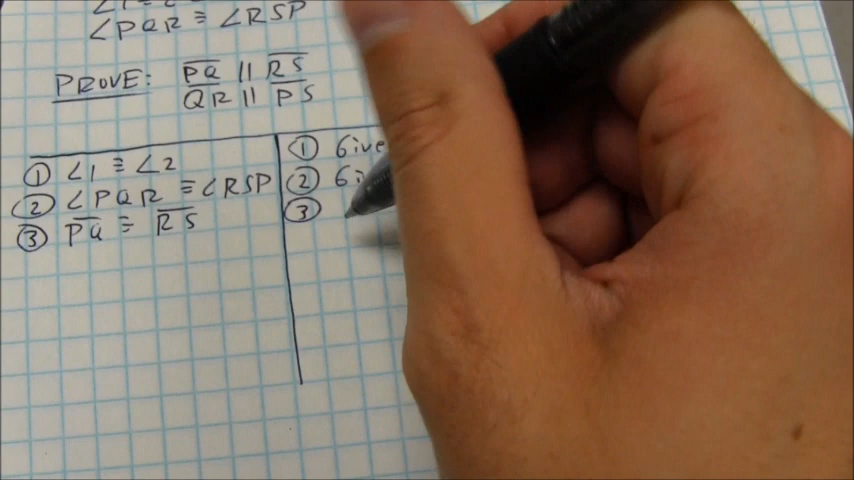 ∠PQR ≅ ∠RSP
PROVE: PQ || RS
QR || PS
① ∠1 ≅ ∠2
② ∠PQR ≅ ∠RSP
③ PQ ≅ RS
① Give
② Gi
③